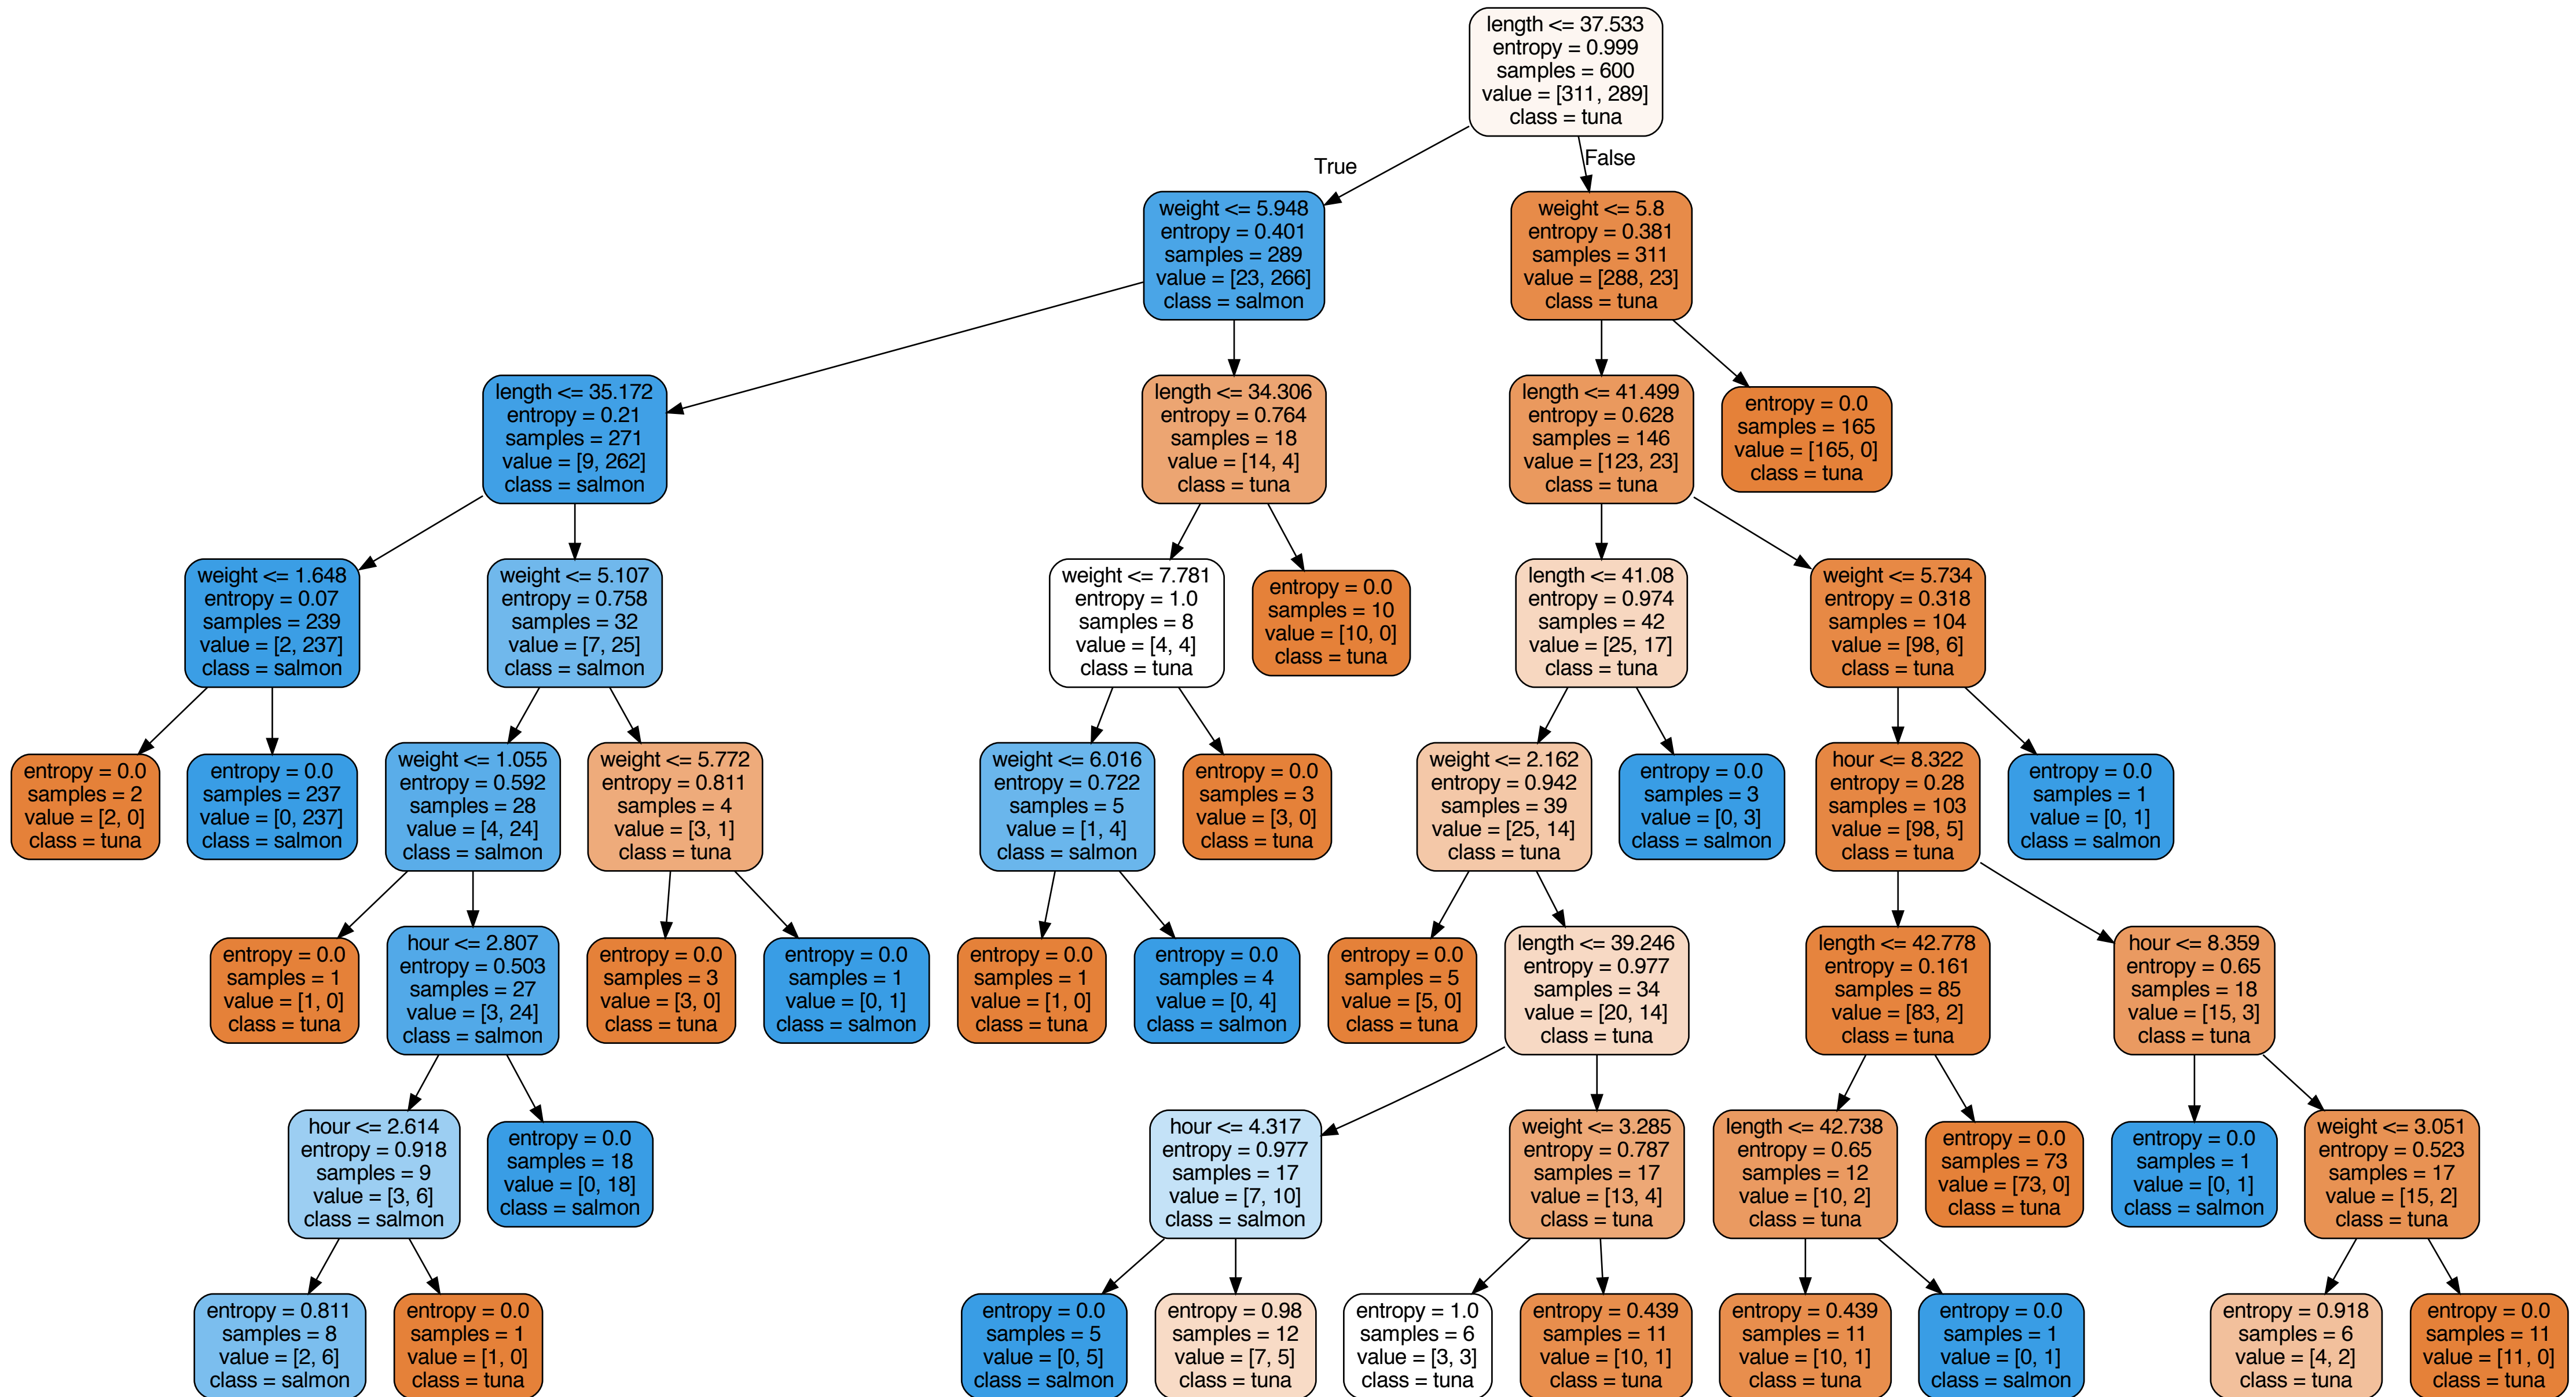 length <= 37.533
entropy = 0.999
samples = 600
value = [311, 289]
class = tuna
True
False
weight <= 5.948
entropy = 0.401
samples = 289
value = [23, 266]
class = salmon
weight <= 5.8
entropy = 0.381
samples = 311
value = [288, 23]
class = tuna
length <= 35.172
entropy = 0.21
samples = 271
value = [9, 262]
class = salmon
length <= 34.306
entropy = 0.764
samples = 18
value = [14, 4]
class = tuna
length <= 41.499
entropy = 0.628
samples = 146
value = [123, 23]
class = tuna
entropy = 0.0
samples = 165
value = [165, 0]
class = tuna
weight <= 1.648
entropy = 0.07
samples = 239
value = [2, 237]
class = salmon
weight <= 5.107
entropy = 0.758
samples = 32
value = [7, 25]
class = salmon
weight <= 7.781
entropy = 1.0
samples = 8
value = [4, 4]
class = tuna
entropy = 0.0
samples = 10
value = [10, 0]
class = tuna
length <= 41.08
entropy = 0.974
samples = 42
value = [25, 17]
class = tuna
weight <= 5.734
entropy = 0.318
samples = 104
value = [98, 6]
class = tuna
entropy = 0.0
samples = 2
value = [2, 0]
class = tuna
entropy = 0.0
samples = 237
value = [0, 237]
class = salmon
weight <= 1.055
entropy = 0.592
samples = 28
value = [4, 24]
class = salmon
weight <= 5.772
entropy = 0.811
samples = 4
value = [3, 1]
class = tuna
weight <= 6.016
entropy = 0.722
samples = 5
value = [1, 4]
class = salmon
entropy = 0.0
samples = 3
value = [3, 0]
class = tuna
weight <= 2.162
entropy = 0.942
samples = 39
value = [25, 14]
class = tuna
entropy = 0.0
samples = 3
value = [0, 3]
class = salmon
hour <= 8.322
entropy = 0.28
samples = 103
value = [98, 5]
class = tuna
entropy = 0.0
samples = 1
value = [0, 1]
class = salmon
entropy = 0.0
samples = 1
value = [1, 0]
class = tuna
hour <= 2.807
entropy = 0.503
samples = 27
value = [3, 24]
class = salmon
entropy = 0.0
samples = 3
value = [3, 0]
class = tuna
entropy = 0.0
samples = 1
value = [0, 1]
class = salmon
entropy = 0.0
samples = 1
value = [1, 0]
class = tuna
entropy = 0.0
samples = 4
value = [0, 4]
class = salmon
entropy = 0.0
samples = 5
value = [5, 0]
class = tuna
length <= 39.246
entropy = 0.977
samples = 34
value = [20, 14]
class = tuna
length <= 42.778
entropy = 0.161
samples = 85
value = [83, 2]
class = tuna
hour <= 8.359
entropy = 0.65
samples = 18
value = [15, 3]
class = tuna
hour <= 2.614
entropy = 0.918
samples = 9
value = [3, 6]
class = salmon
entropy = 0.0
samples = 18
value = [0, 18]
class = salmon
hour <= 4.317
entropy = 0.977
samples = 17
value = [7, 10]
class = salmon
weight <= 3.285
entropy = 0.787
samples = 17
value = [13, 4]
class = tuna
length <= 42.738
entropy = 0.65
samples = 12
value = [10, 2]
class = tuna
entropy = 0.0
samples = 73
value = [73, 0]
class = tuna
entropy = 0.0
samples = 1
value = [0, 1]
class = salmon
weight <= 3.051
entropy = 0.523
samples = 17
value = [15, 2]
class = tuna
entropy = 0.811
samples = 8
value = [2, 6]
class = salmon
entropy = 0.0
samples = 1
value = [1, 0]
class = tuna
entropy = 0.0
samples = 5
value = [0, 5]
class = salmon
entropy = 0.98
samples = 12
value = [7, 5]
class = tuna
entropy = 1.0
samples = 6
value = [3, 3]
class = tuna
entropy = 0.439
samples = 11
value = [10, 1]
class = tuna
entropy = 0.439
samples = 11
value = [10, 1]
class = tuna
entropy = 0.0
samples = 1
value = [0, 1]
class = salmon
entropy = 0.918
samples = 6
value = [4, 2]
class = tuna
entropy = 0.0
samples = 11
value = [11, 0]
class = tuna